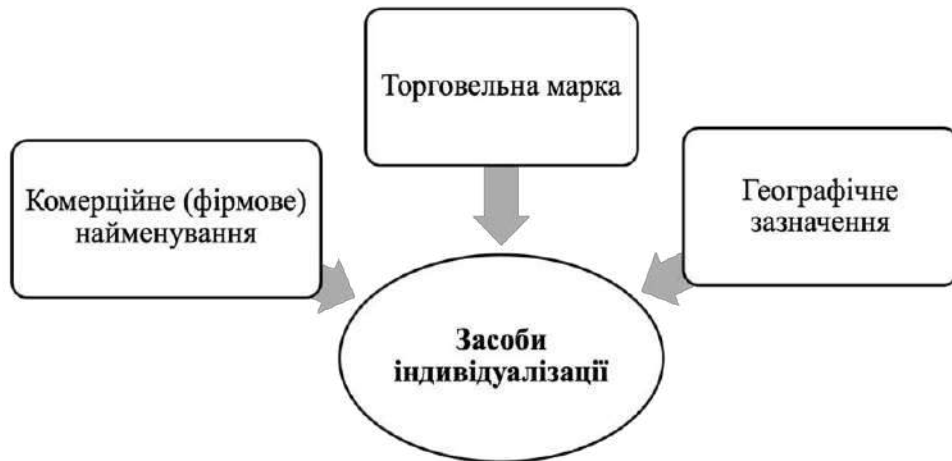 Торговельна марка
Комерційне (фірмове)
найменування
Географічне
зазначення
Засоби
індивідуалізації